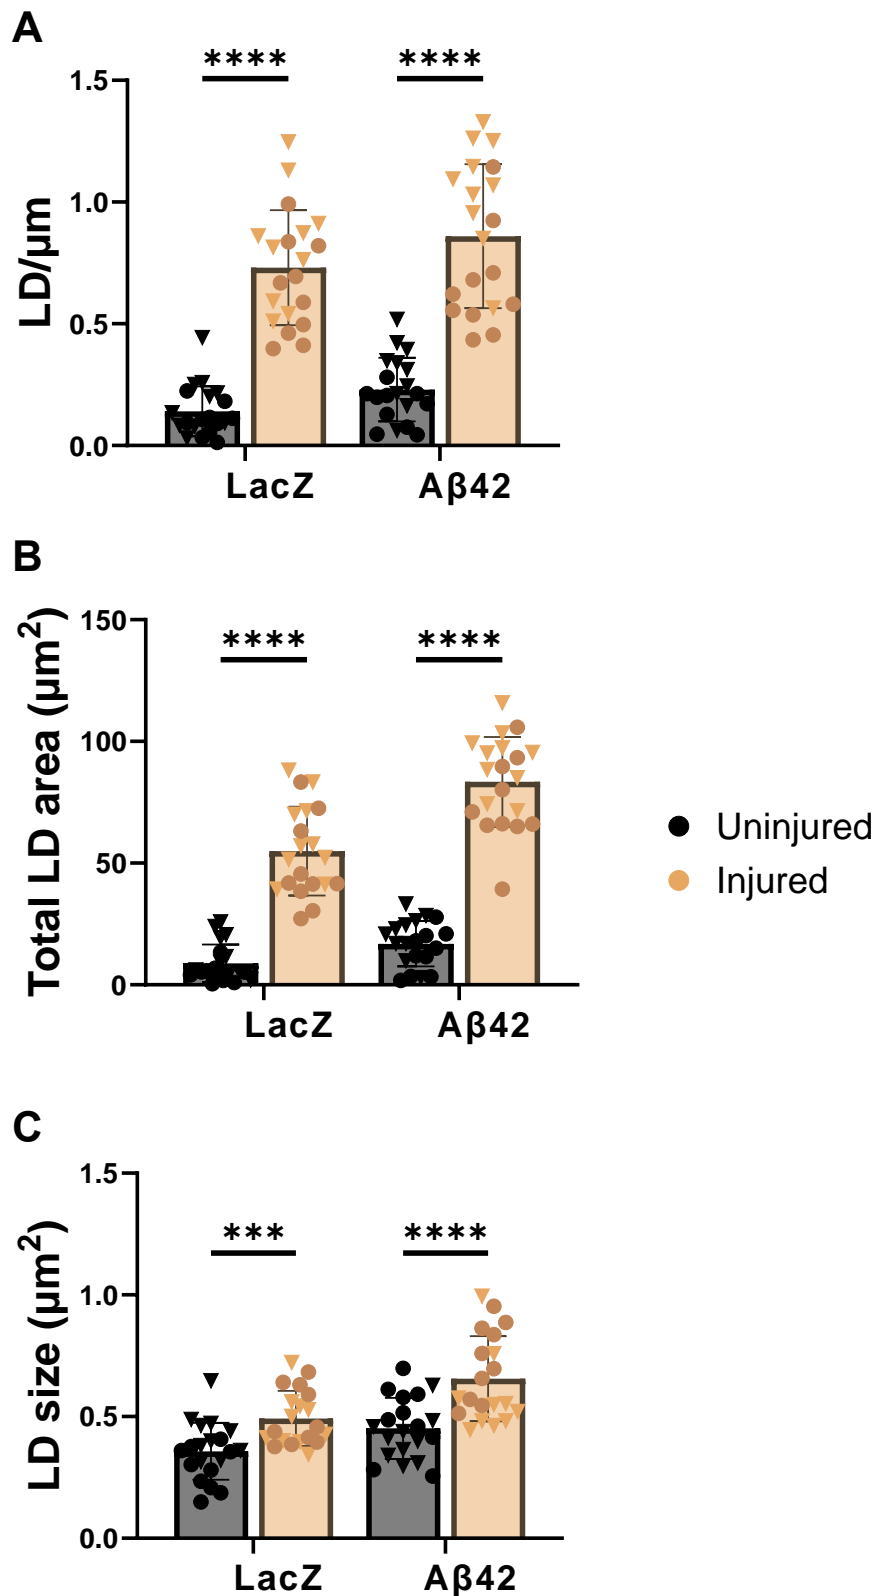 A
**** ****
1.5
1.0
0.5
0.0
LD/µm
LacZ Aβ42
B
150
100
50
0
Total LD area (µm²)
**** ****
LacZ Aβ42
Uninjured
Injured
C
1.5
1.0
0.5
0.0
LD size (µm²)
*** ****
LacZ Aβ42